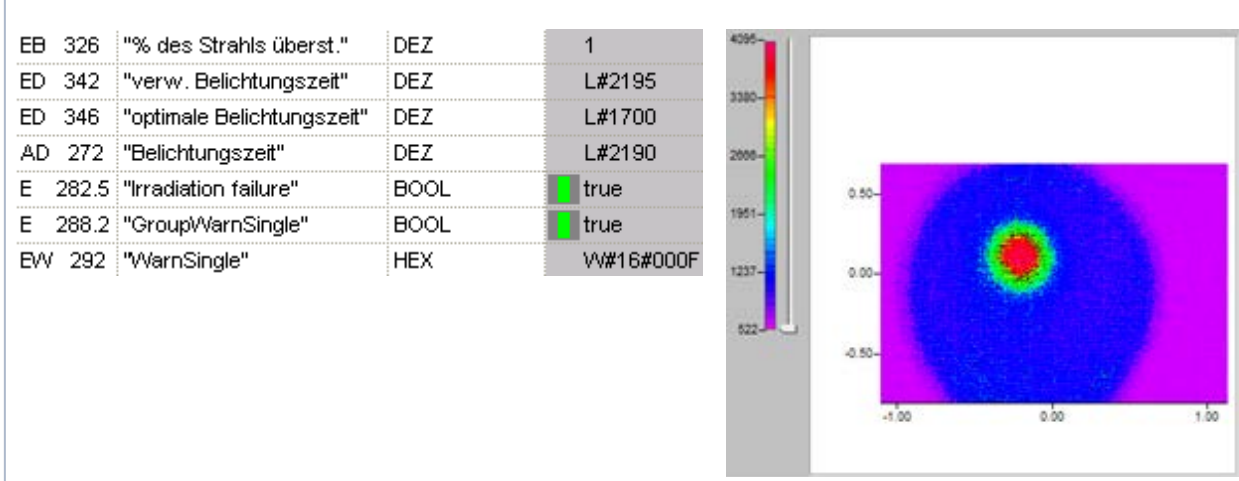 EB 326 "% des Strahls überst." DEZ 1
ED 342 "verw. Belichtungszeit" DEZ L#2195
ED 346 "optimale Belichtungszeit" DEZ L#1700
AD 272 "Belichtungszeit" DEZ L#2190
E 282.5 "Irradiation failure" BOOL true
E 288.2 "GroupWarnSingle" BOOL true
EW 292 "WarnSingle" HEX W#16#000F
4095
3380
1951
1237
522
0.50
0.00
-0.50
-1.00 0.00 1.00